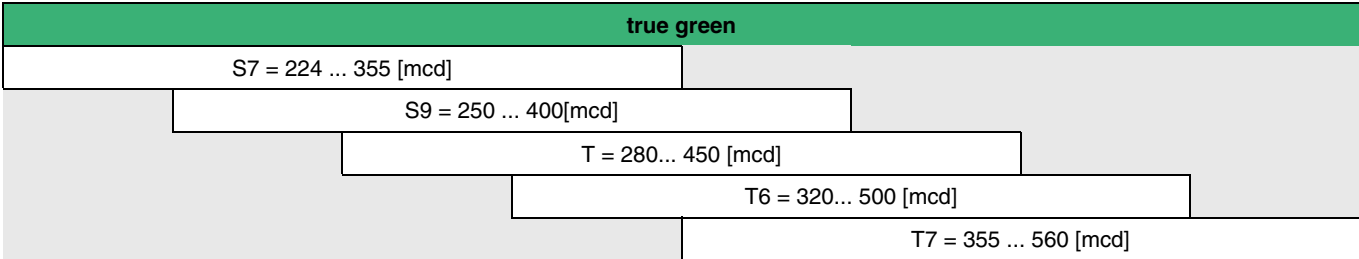 true green
S7 = 224 ... 355 [mcd]
S9 = 250 ... 400[mcd]
T = 280... 450 [mcd]
T6 = 320... 500 [mcd]
T7 = 355 ... 560 [mcd]